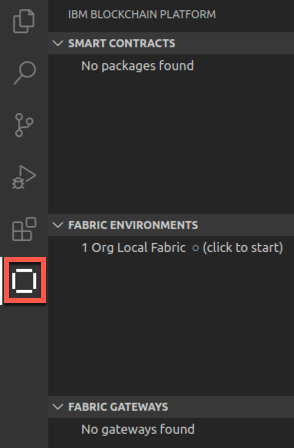 IBM BLOCKCHAIN PLATFORM
SMART CONTRACTS
No packages found
FABRIC ENVIRONMENTS
1 Org Local Fabric ○ (click to start)
FABRIC GATEWAYS
No gateways found